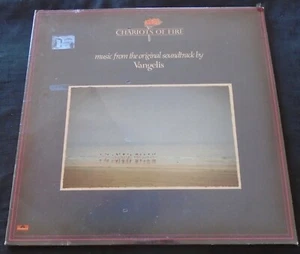 CHARIOTS OF FIRE
music from the original soundtrack by
Vangelis